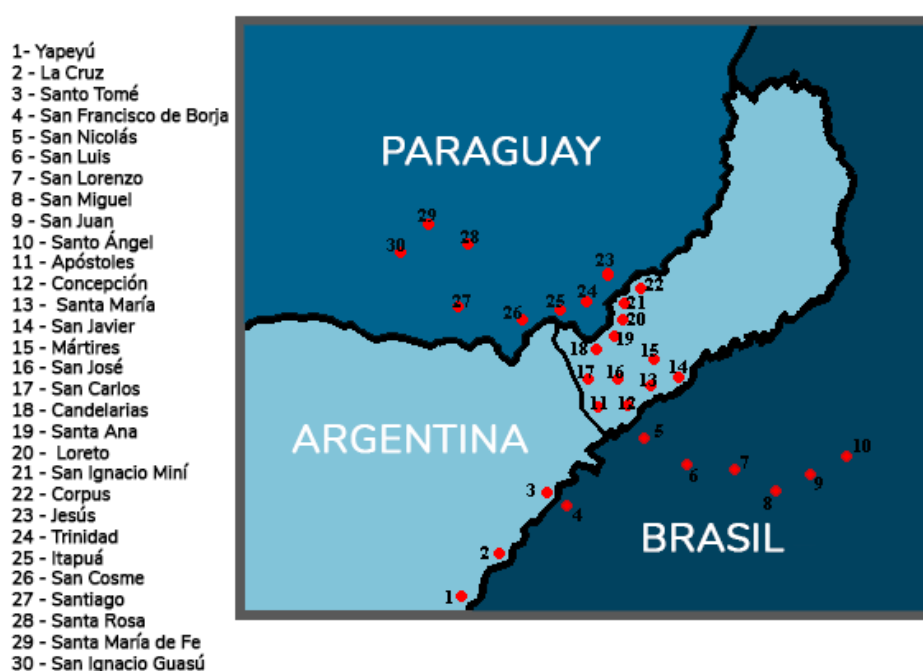 1- Yapeyú
2 - La Cruz
3 - Santo Tomé
4 - San Francisco de Borja
5 - San Nicolás
6 - San Luis
7 - San Lorenzo
8 - San Miguel
9 - San Juan
10 - Santo Ángel
11 - Apóstoles
12 - Concepción
13 - Santa María
14 - San Javier
15 - Mártires
16 - San José
17 - San Carlos
18 - Candelarias
19 - Santa Ana
20 - Loreto
21 - San Ignacio Miní
22 - Corpus
23 - Jesús
24 - Trinidad
25 - Itapuá
26 - San Cosme
27 - Santiago
28 - Santa Rosa
29 - Santa María de Fe
30 - San Ignacio Guasú
PARAGUAY
29
28
30
23
22
27
24
21
25
26
20
19
18
15
17
16
14
13
11
12
ARGENTINA
5
10
6
7
9
8
3
4
BRASIL
2
1